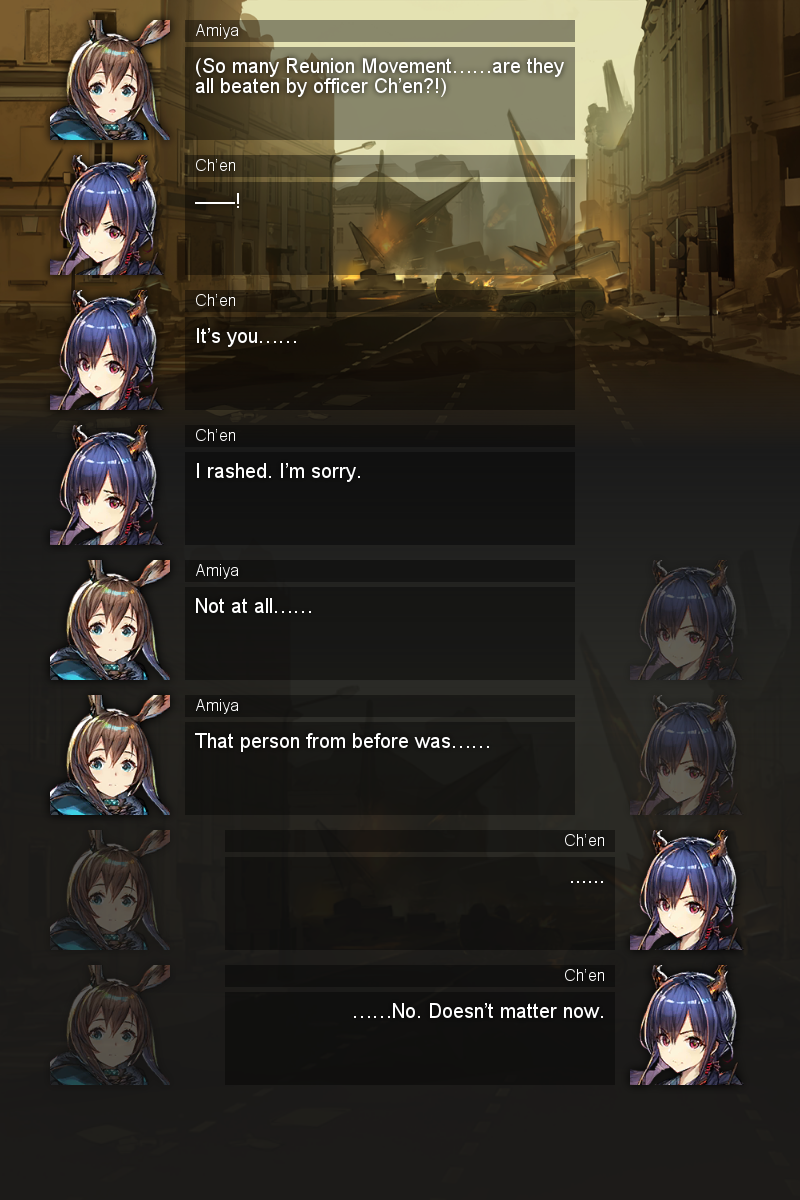 Amiya
(So many Reunion Movement……are they
all beaten by officer Ch’en?!)
Ch’en
——!
Ch’en
It’s you……
Ch’en
I rashed. I’m sorry.
Amiya
Not at all……
Amiya
That person from before was……
Ch’en
……
Ch’en
……No. Doesn’t matter now.